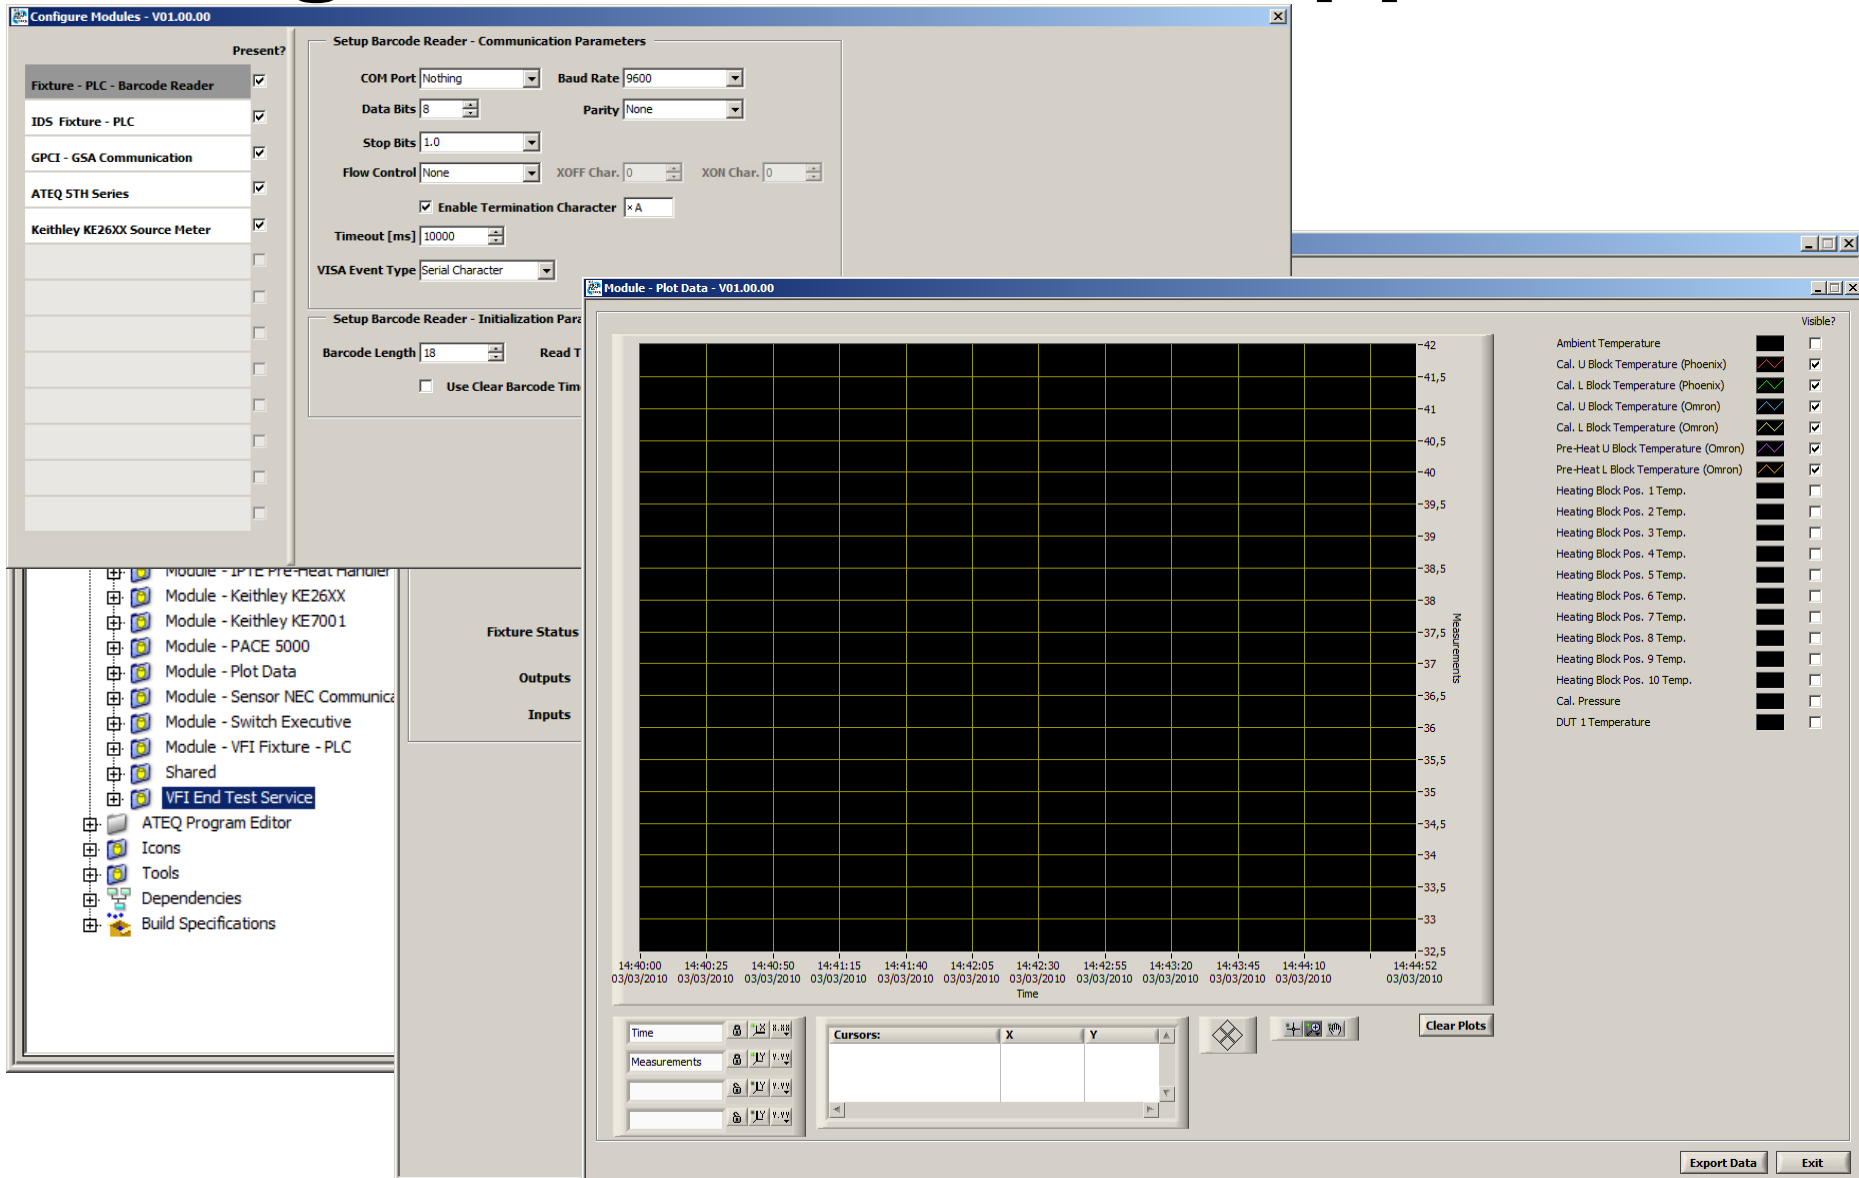 Configure Modules - V01.00.00
Present?
Fixture - PLC - Barcode Reader
IDS Fixture - PLC
GPCI - GSA Communication
ATEQ 5TH Series
Keithley KE26XX Source Meter
Setup Barcode Reader - Communication Parameters
COM Port Nothing Baud Rate 9600
Data Bits 8 Parity None
Stop Bits 1.0
Flow Control None XOFF Char. 0 XON Char. 0
Enable Termination Character × A
Timeout [ms] 10000
VISA Event Type Serial Character
Setup Barcode Reader - Initialization Para
Barcode Length 18 Read T
Use Clear Barcode Tim
Module - IPTE Pre-Heat Handler
Module - Keithley KE26XX
Module - Keithley KE7001
Module - PACE 5000
Module - Plot Data
Module - Sensor NEC Communica
Module - Switch Executive
Module - VFI Fixture - PLC
Shared
VFI End Test Service
ATEQ Program Editor
Icons
Tools
Dependencies
Build Specifications
Fixture Status
Outputs
Inputs
Module - Plot Data - V01.00.00
42
41,5
41
40,5
40
39,5
39
38,5
38
37,5
37
36,5
36
35,5
35
34,5
34
33,5
33
32,5
Measurements
14:40:00 14:40:25 14:40:50 14:41:15 14:41:40 14:42:05 14:42:30 14:42:55 14:43:20 14:43:45 14:44:10 14:44:52
03/03/2010 03/03/2010 03/03/2010 03/03/2010 03/03/2010 03/03/2010 03/03/2010 03/03/2010 03/03/2010 03/03/2010 03/03/2010 03/03/2010
Time
Visible?
Ambient Temperature
Cal. U Block Temperature (Phoenix)
Cal. L Block Temperature (Phoenix)
Cal. U Block Temperature (Omron)
Cal. L Block Temperature (Omron)
Pre-Heat U Block Temperature (Omron)
Pre-Heat L Block Temperature (Omron)
Heating Block Pos. 1 Temp.
Heating Block Pos. 2 Temp.
Heating Block Pos. 3 Temp.
Heating Block Pos. 4 Temp.
Heating Block Pos. 5 Temp.
Heating Block Pos. 6 Temp.
Heating Block Pos. 7 Temp.
Heating Block Pos. 8 Temp.
Heating Block Pos. 9 Temp.
Heating Block Pos. 10 Temp.
Cal. Pressure
DUT 1 Temperature
Time
Measurements
Cursors: X Y
Clear Plots
Export Data Exit